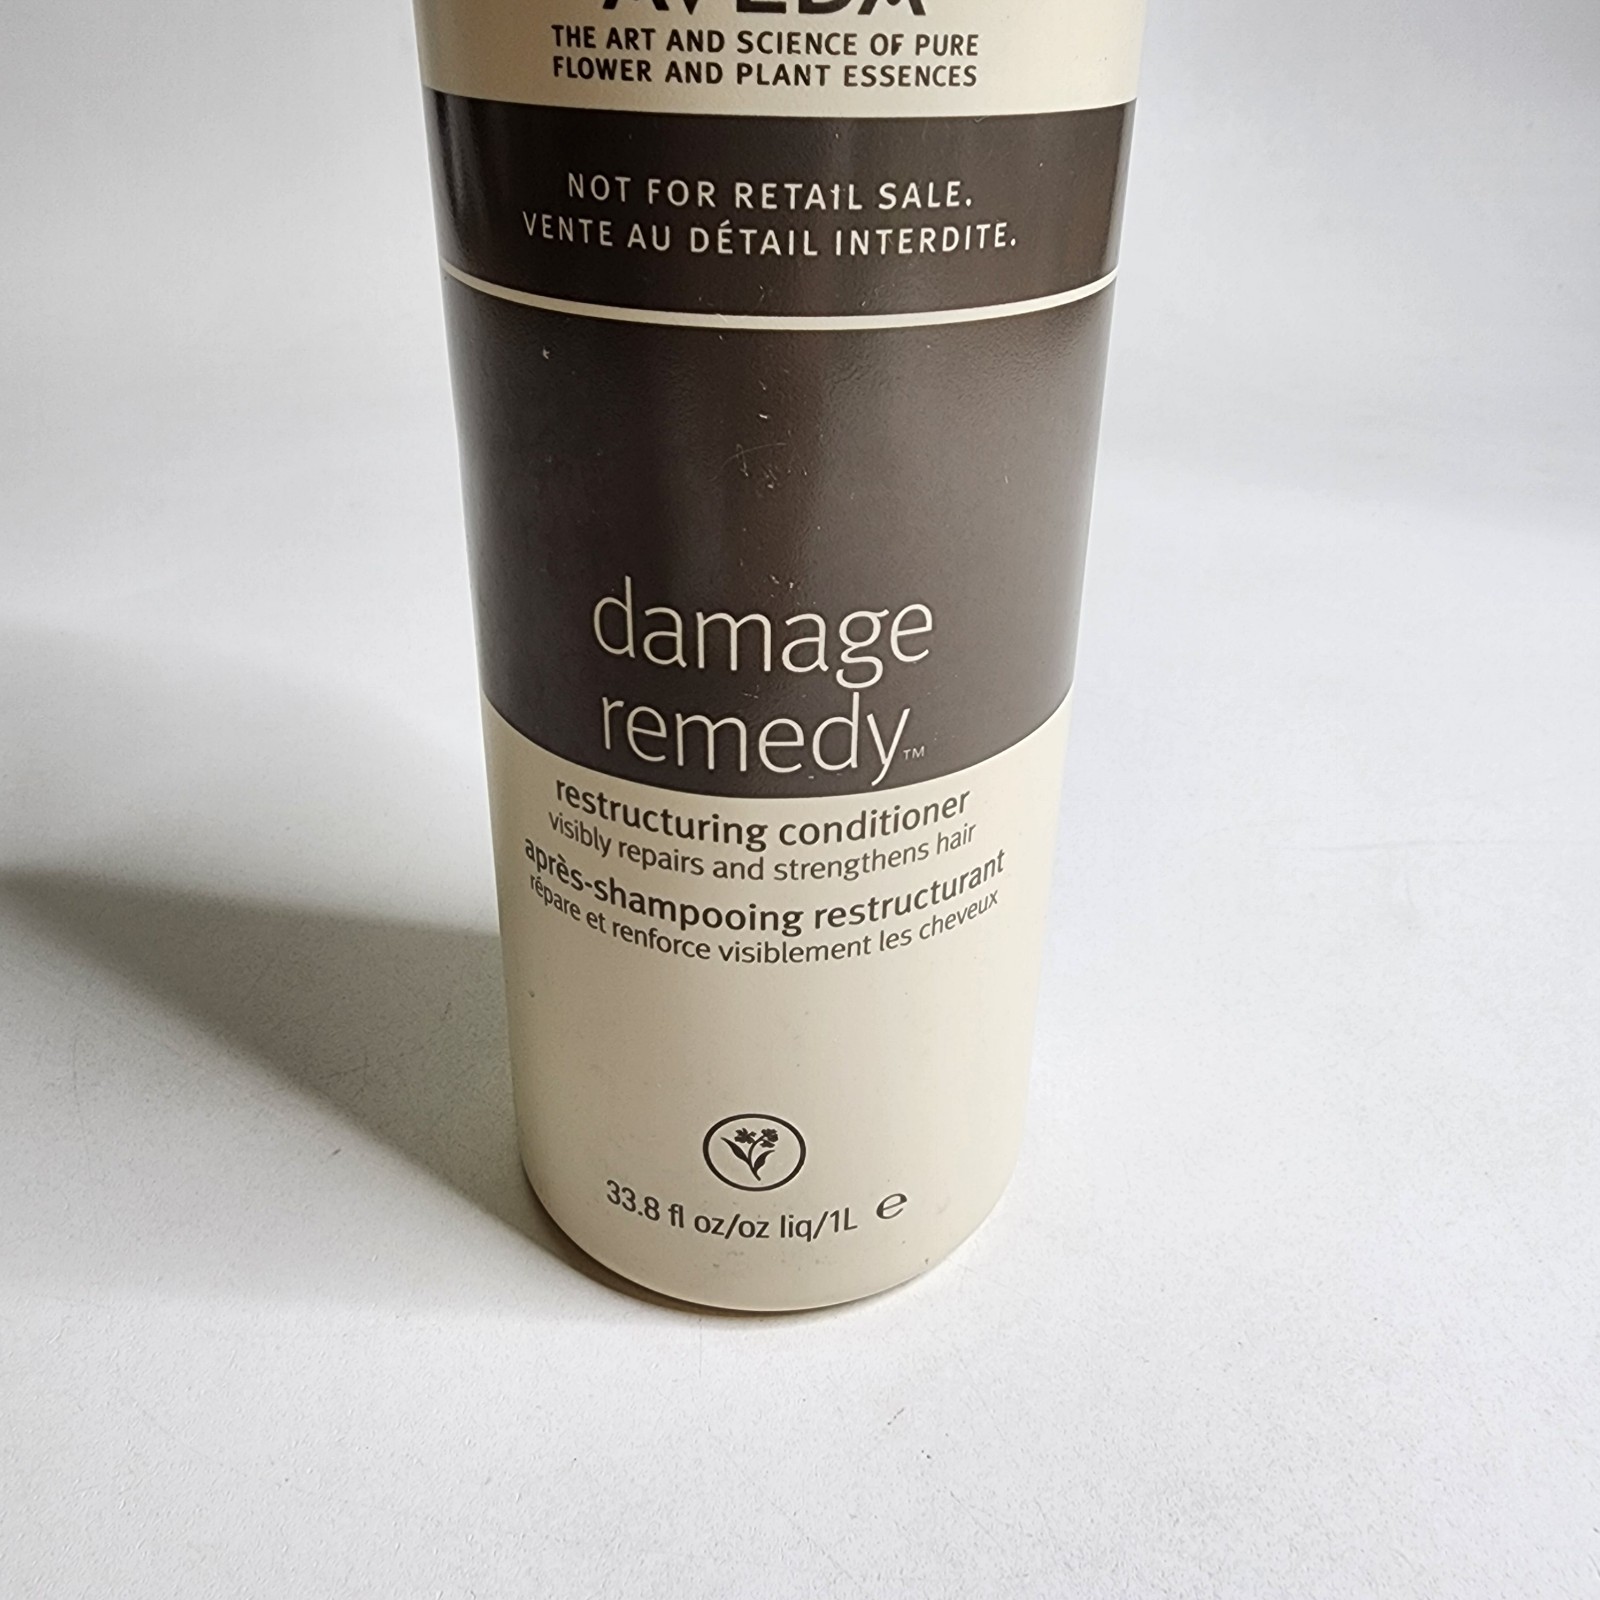 AVEDA
THE ART AND SCIENCE OF PURE
FLOWER AND PLANT ESSENCES
NOT FOR RETAIL SALE.
VENTE AU DÉTAIL INTERDITE.
damage
remedy™
restructuring conditioner
visibly repairs and strengthens hair
après-shampooing restructurant
répare et renforce visiblement les cheveux
33.8 fl oz/oz liq/1L ℮